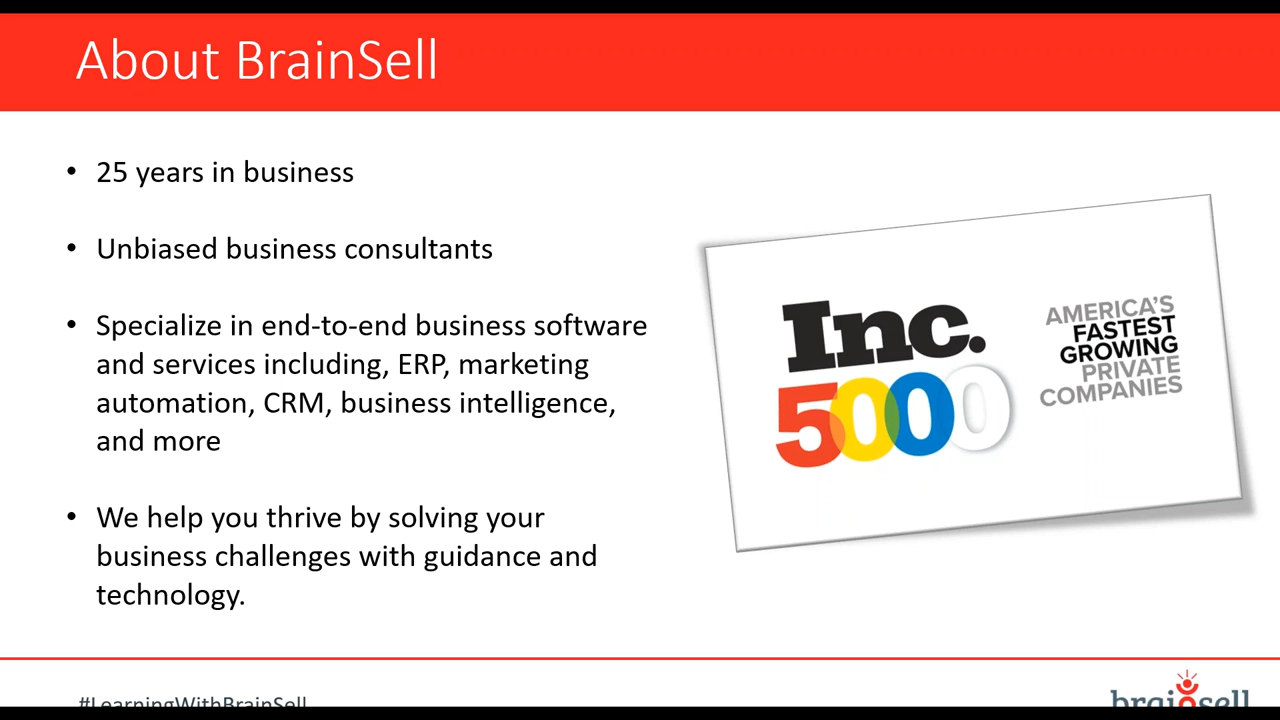 About BrainSell
• 25 years in business
• Unbiased business consultants
• Specialize in end-to-end business software
and services including, ERP, marketing
automation, CRM, business intelligence,
and more
• We help you thrive by solving your
business challenges with guidance and
technology.
Inc.
5000
AMERICA'S
FASTEST
GROWING
PRIVATE
COMPANIES
#LearningWithBrainSell
brainsell